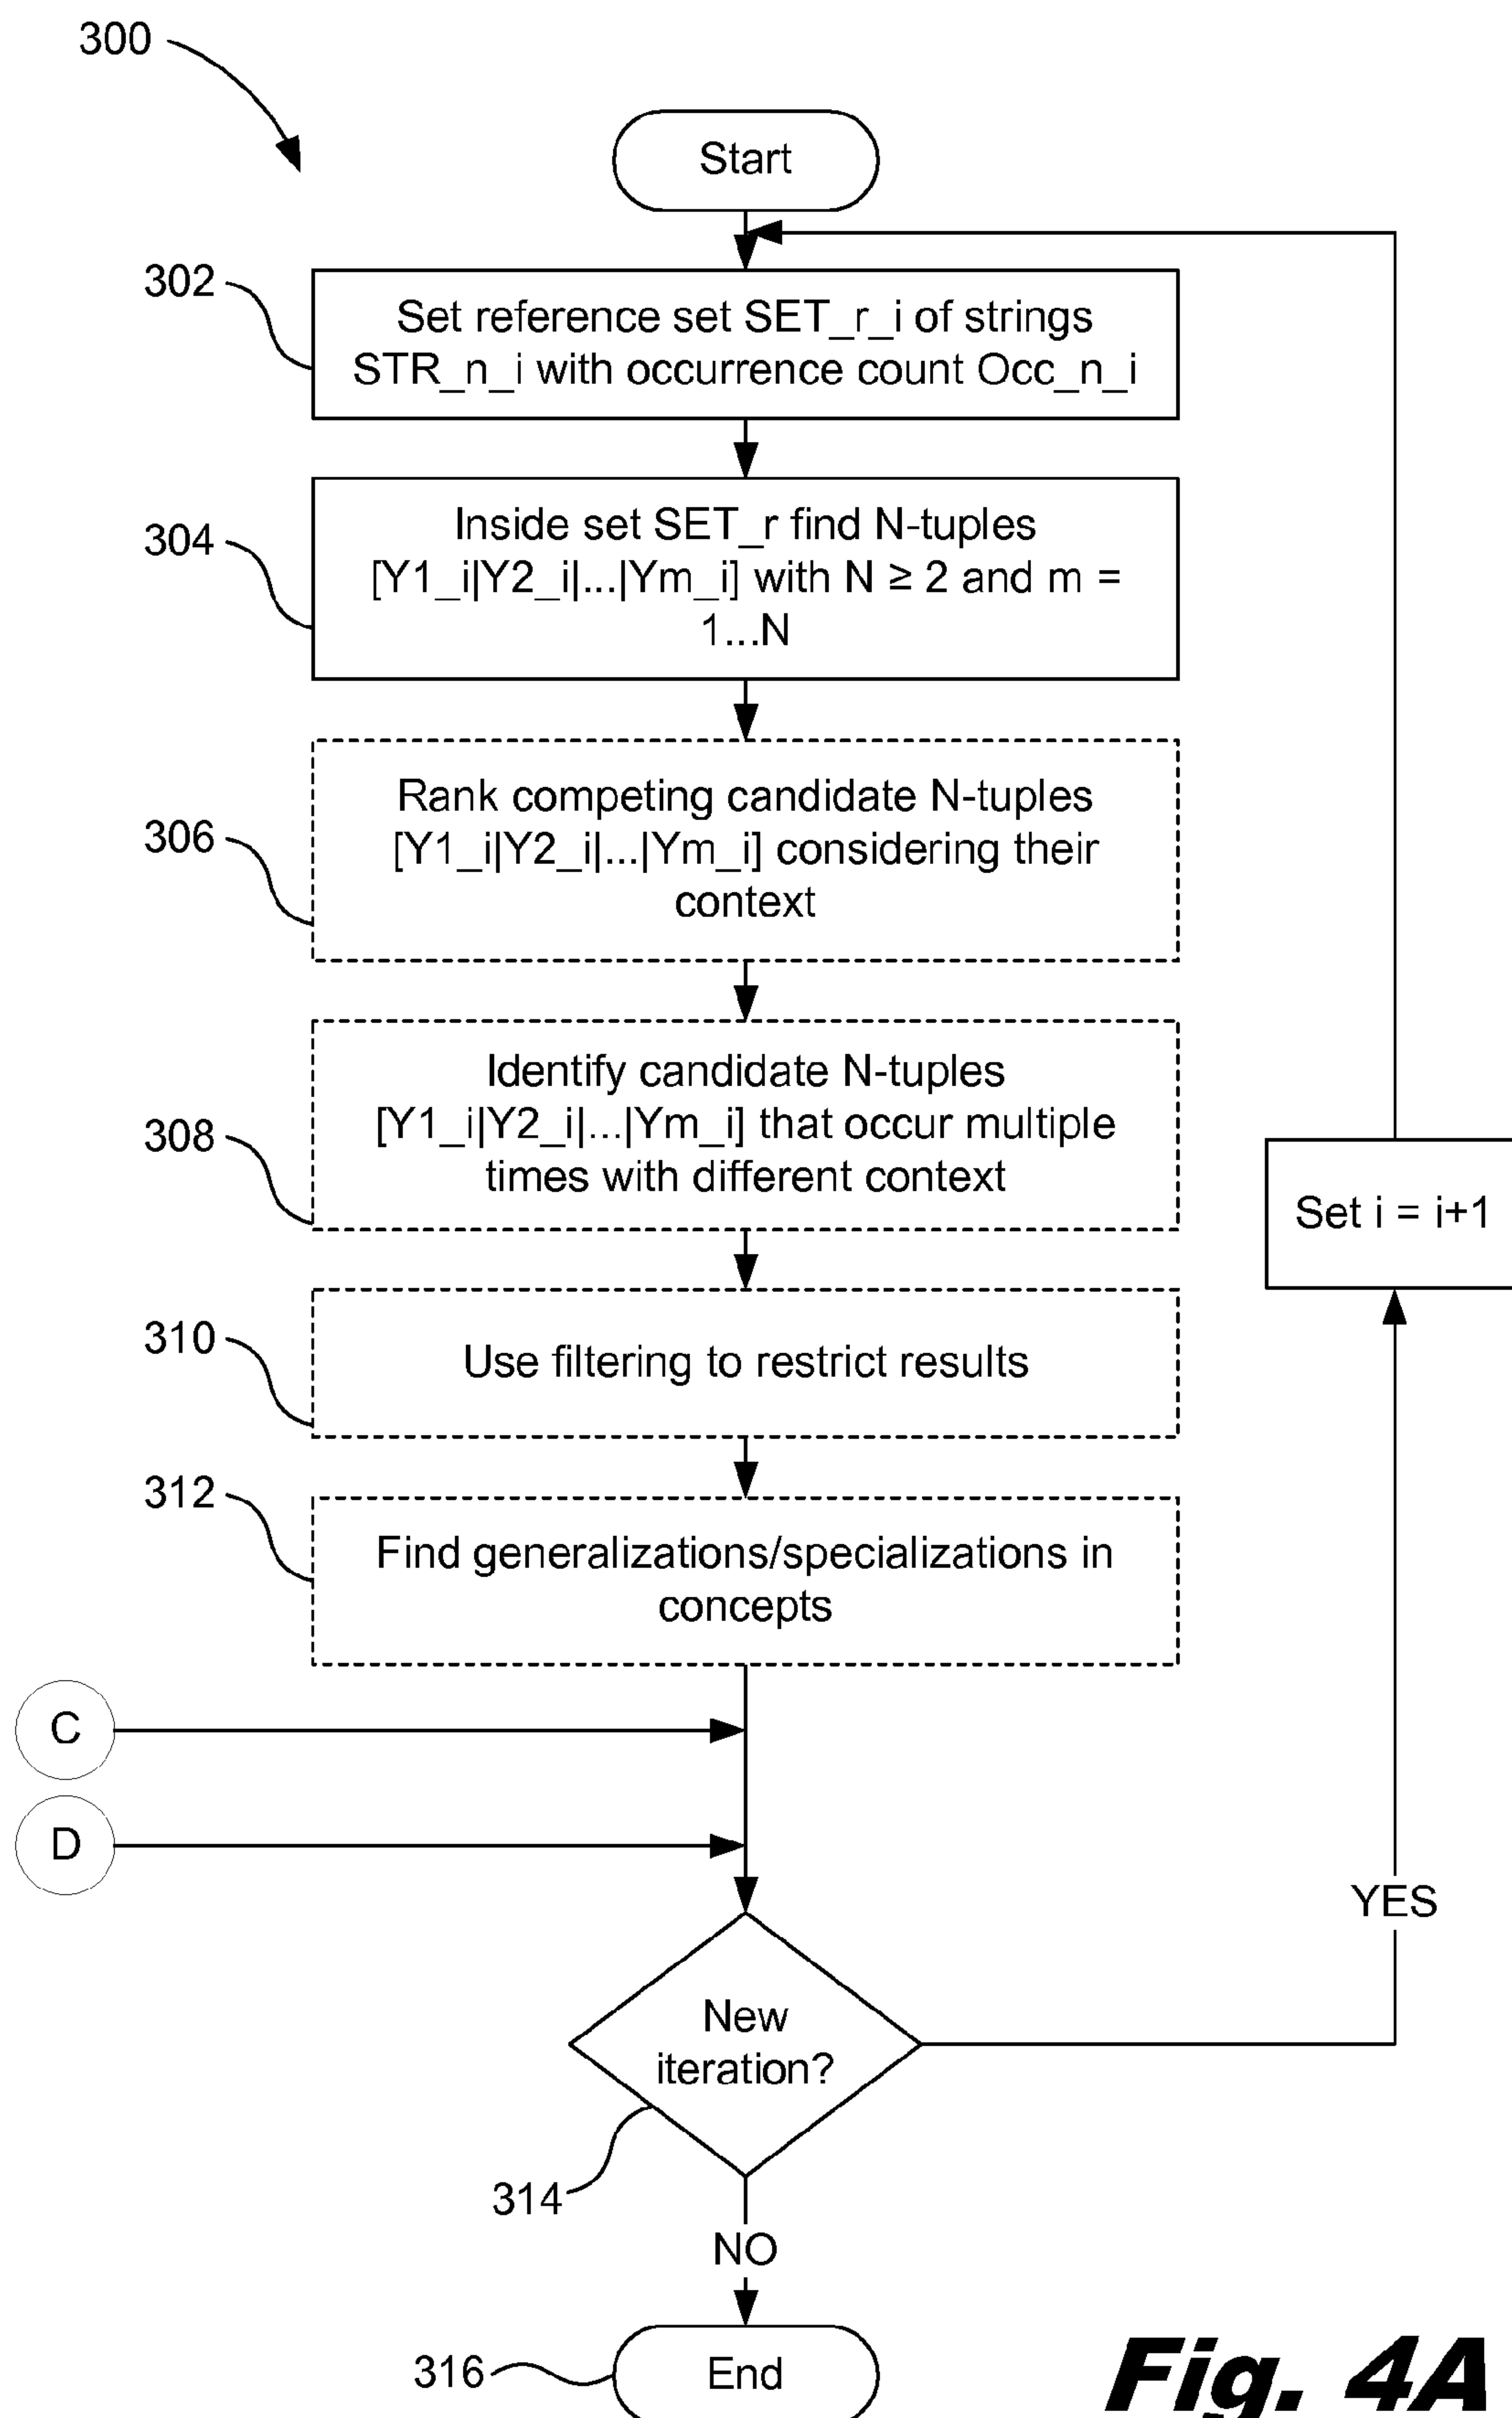 300
Start
302
Set reference set SET_r_i of strings
STR_n_i with occurrence count Occ_n_i
304
Inside set SET_r find N-tuples
[Y1_i|Y2_i|...|Ym_i] with N ≥ 2 and m =
1...N
306
Rank competing candidate N-tuples
[Y1_i|Y2_i|...|Ym_i] considering their
context
308
Identify candidate N-tuples
[Y1_i|Y2_i|...|Ym_i] that occur multiple
times with different context
Set i = i+1
310
Use filtering to restrict results
312
Find generalizations/specializations in
concepts
C
D
YES
New
iteration?
314
NO
316
End
Fig. 4A